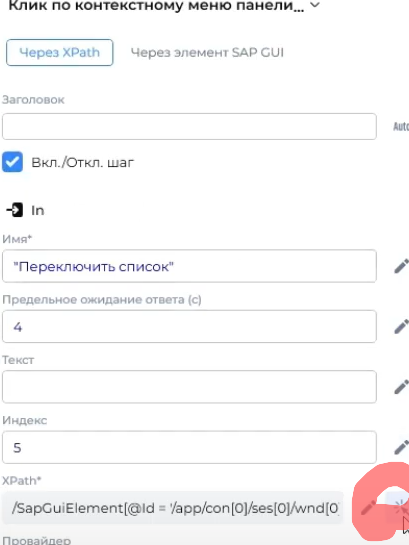 Клик по контекстному меню панели...
Через XPath Через элемент SAP GUI
Заголовок
Auto
Вкл./Откл. шаг
In
Имя*
"Переключить список"
Предельное ожидание ответа (с)
4
Текст
Индекс
5
XPath*
/SapGuiElement[@Id = '/app/con[0]/ses[0]/wnd[0]
Провайдер